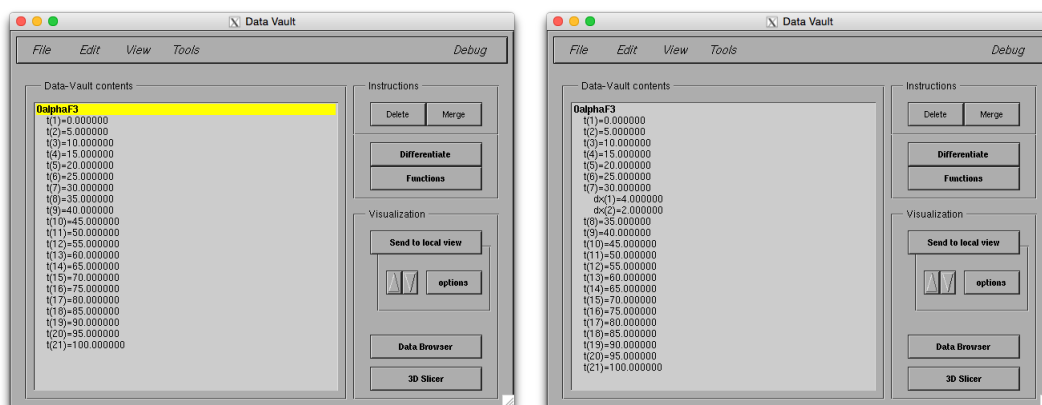 Data Vault
File Edit View Tools Debug
Data-Vault contents
0alphaF3
t(1)=0.000000
t(2)=5.000000
t(3)=10.000000
t(4)=15.000000
t(5)=20.000000
t(6)=25.000000
t(7)=30.000000
t(8)=35.000000
t(9)=40.000000
t(10)=45.000000
t(11)=50.000000
t(12)=55.000000
t(13)=60.000000
t(14)=65.000000
t(15)=70.000000
t(16)=75.000000
t(17)=80.000000
t(18)=85.000000
t(19)=90.000000
t(20)=95.000000
t(21)=100.000000
Instructions
Delete Merge
Differentiate
Functions
Visualization
Send to local view
options
Data Browser
3D Slicer
Data Vault
File Edit View Tools Debug
Data-Vault contents
0alphaF3
t(1)=0.000000
t(2)=5.000000
t(3)=10.000000
t(4)=15.000000
t(5)=20.000000
t(6)=25.000000
t(7)=30.000000
dx(1)=4.000000
dx(2)=2.000000
t(8)=35.000000
t(9)=40.000000
t(10)=45.000000
t(11)=50.000000
t(12)=55.000000
t(13)=60.000000
t(14)=65.000000
t(15)=70.000000
t(16)=75.000000
t(17)=80.000000
t(18)=85.000000
t(19)=90.000000
t(20)=95.000000
t(21)=100.000000
Instructions
Delete Merge
Differentiate
Functions
Visualization
Send to local view
options
Data Browser
3D Slicer